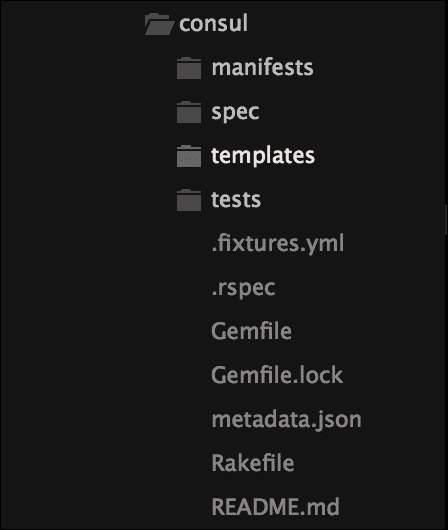 consul
manifests
spec
templates
tests
.fixtures.yml
.rspec
Gemfile
Gemfile.lock
metadata.json
Rakefile
README.md